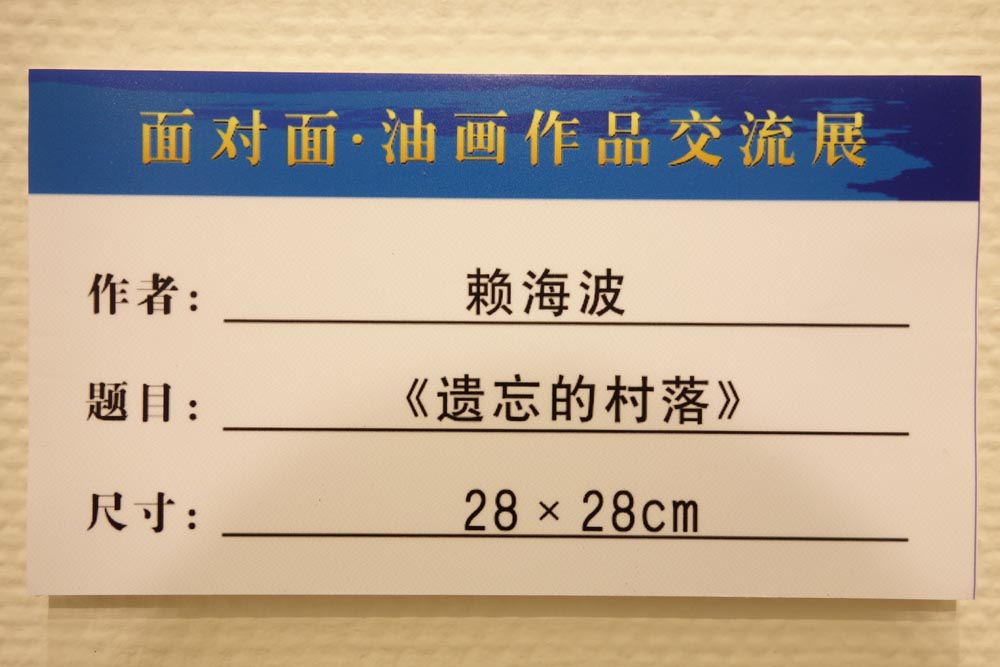 面对面·油画作品交流展
作者：赖海波
题目：《遗忘的村落》
尺寸：28×28cm